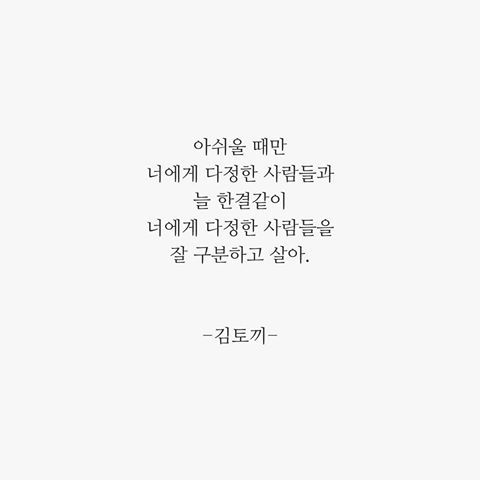 아쉬울 때만
너에게 다정한 사람들과
늘 한결같이
너에게 다정한 사람들을
잘 구분하고 살아.
-김토끼-